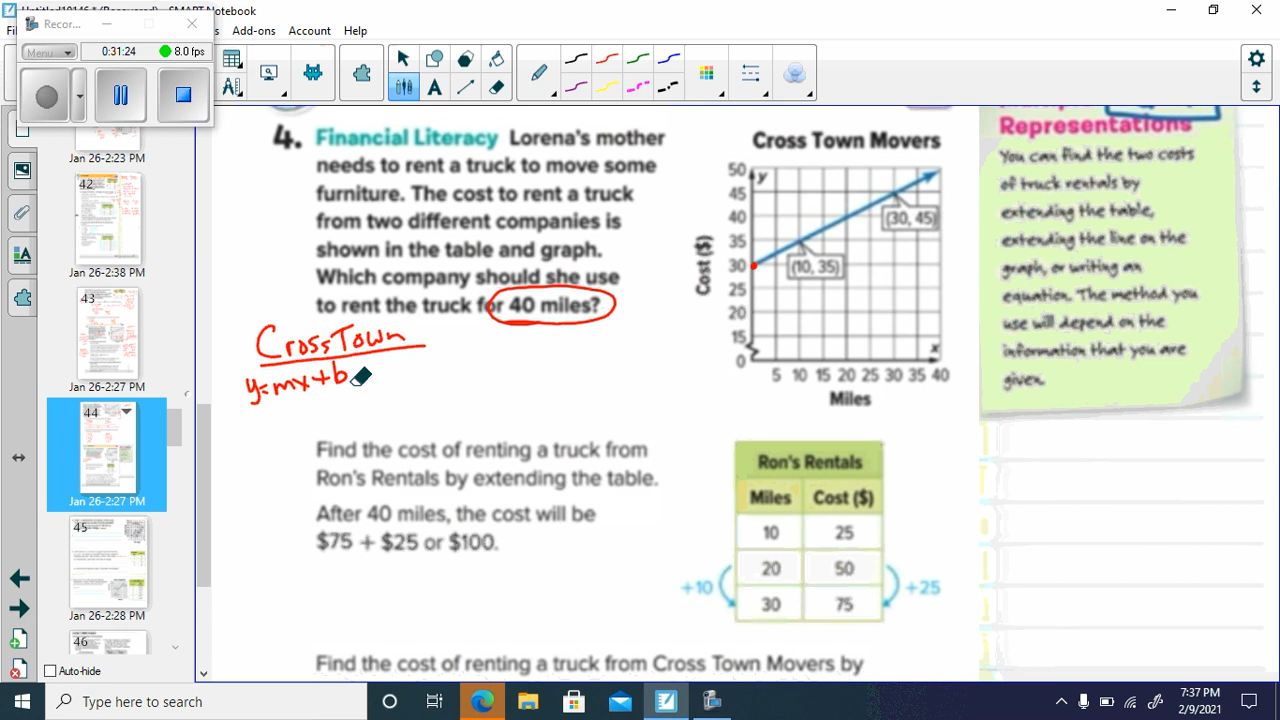 Untitled10146 * (Recovered) - SMART Notebook
Recor...
Add-ons Account Help
Menu
0:31:24
8.0 fps
Jan 26-2:23 PM
42
Jan 26-2:38 PM
43
Jan 26-2:27 PM
44
Jan 26-2:27 PM
45
Jan 26-2:28 PM
46
Auto-hide
4. Financial Literacy Lorena's mother
needs to rent a truck to move some
furniture. The cost to rent a truck
from two different companies is
shown in the table and graph.
Which company should she use
to rent the truck for 40 miles?
CrossTown
y=mx+b
Cross Town Movers
Cost ($)
50
45
40
35
30
25
20
15
0
y
x
(30, 45)
(10, 35)
5 10 15 20 25 30 35 40
Miles
Representations
You can find the two costs
of truck rentals by
extending the table,
extending the line on the
graph, or writing an
equation. The method you
use will depend on the
information that you are
given.
Find the cost of renting a truck from
Ron's Rentals by extending the table.
After 40 miles, the cost will be
$75 + $25 or $100.
Ron's Rentals
Miles Cost ($)
10 25
20 50
30 75
+10
+25
Find the cost of renting a truck from Cross Town Movers by
Type here to search
7:37 PM
2/9/2021